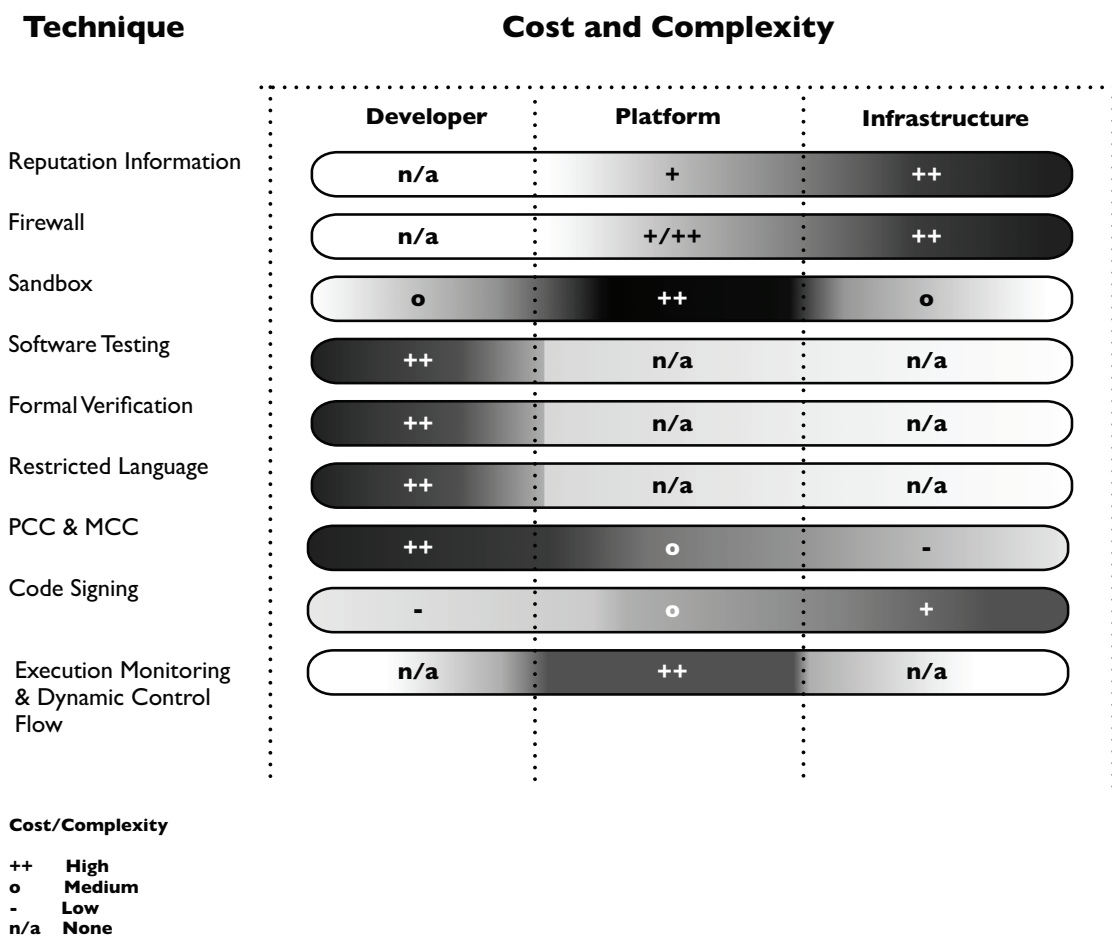 Technique Cost and Complexity
Developer Platform Infrastructure
Reputation Information n/a + ++
Firewall n/a +/++ ++
Sandbox o ++ o
Software Testing ++ n/a n/a
Formal Verification ++ n/a n/a
Restricted Language ++ n/a n/a
PCC & MCC ++ o -
Code Signing - o +
Execution Monitoring n/a ++ n/a
& Dynamic Control
Flow
Cost/Complexity
++ High
o Medium
- Low
n/a None